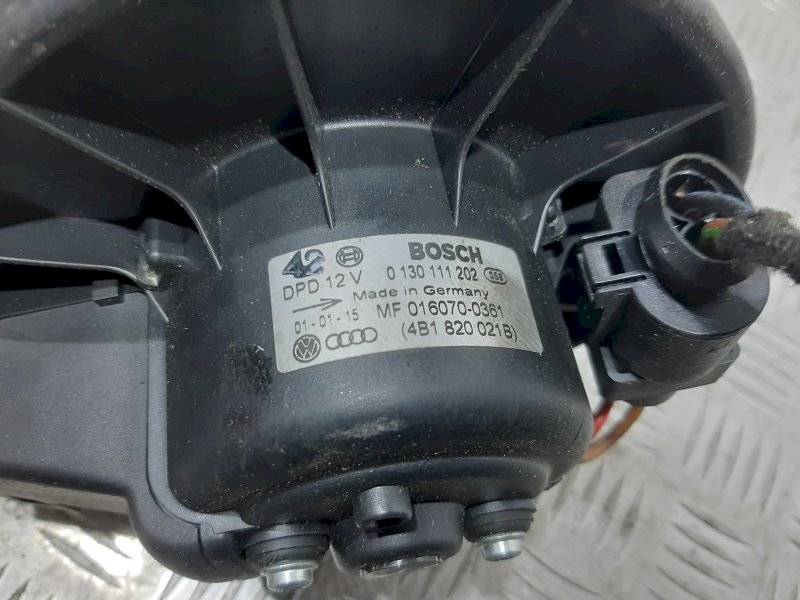 42 BOSCH
DPD 12 V 0 130 111 202
Made in Germany
01-01-15 MF 016070-0361
(4B1 820 021B)